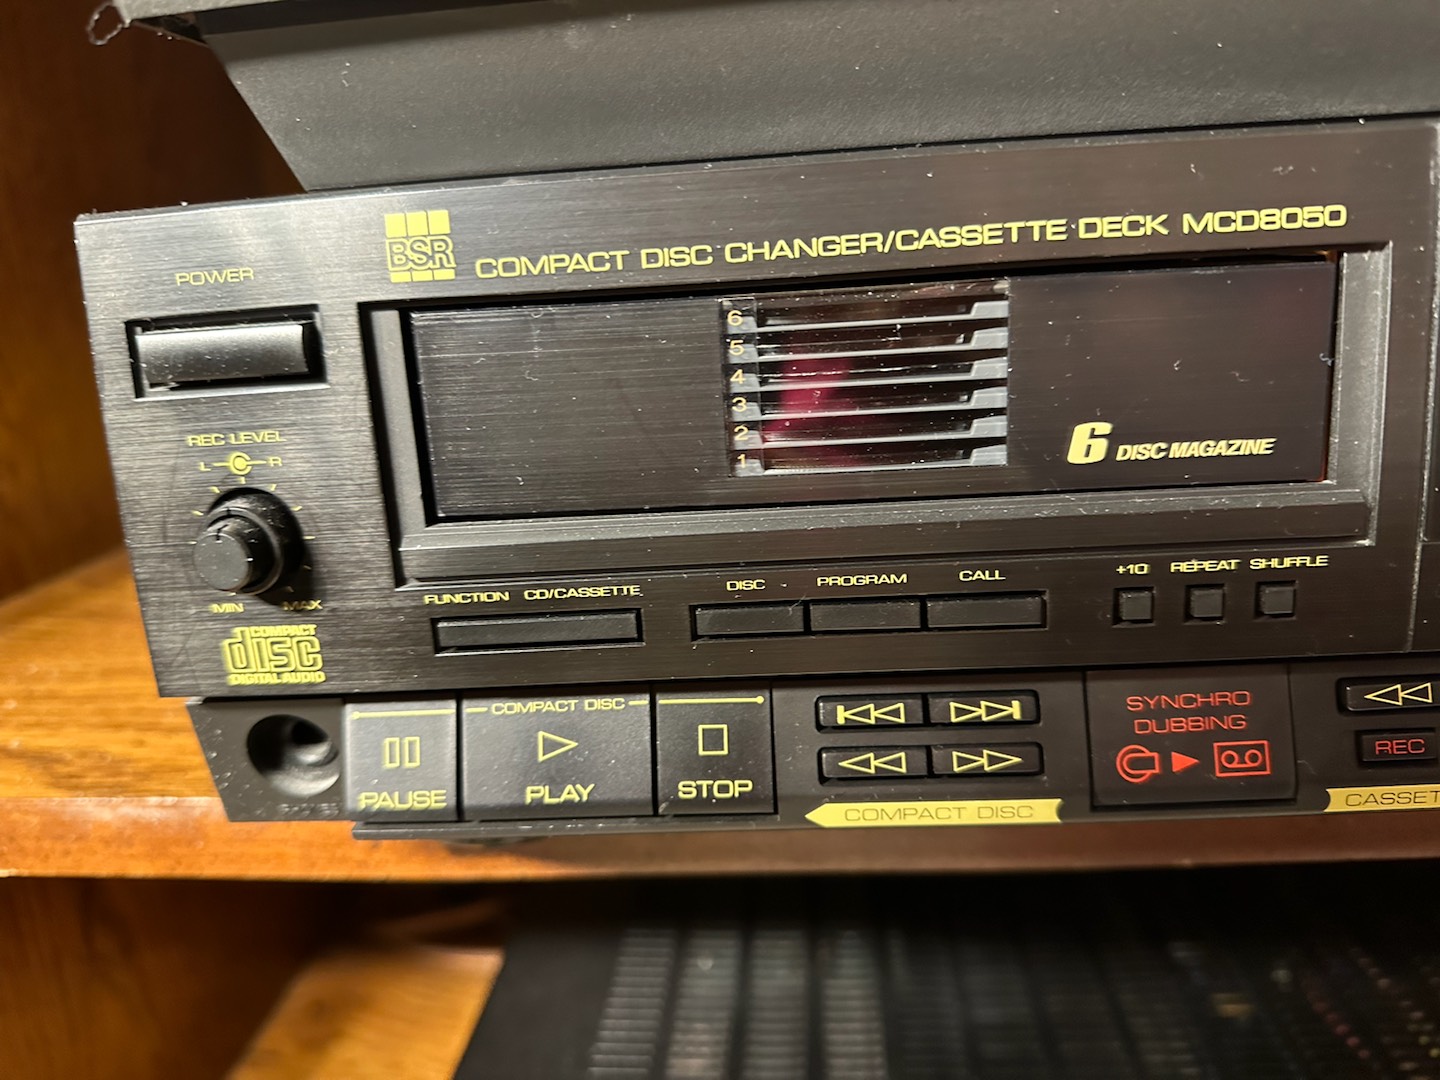 BSR
COMPACT DISC CHANGER/CASSETTE DECK MCD8050
POWER
6
5
4
3
2
1
6 DISC MAGAZINE
REC LEVEL
L R
MIN MAX
FUNCTION CD/CASSETTE
DISC
PROGRAM
CALL
+10 REPEAT SHUFFLE
COMPACT
disc
DIGITAL AUDIO
COMPACT DISC
PAUSE
PLAY
STOP
COMPACT DISC
SYNCHRO
DUBBING
REC